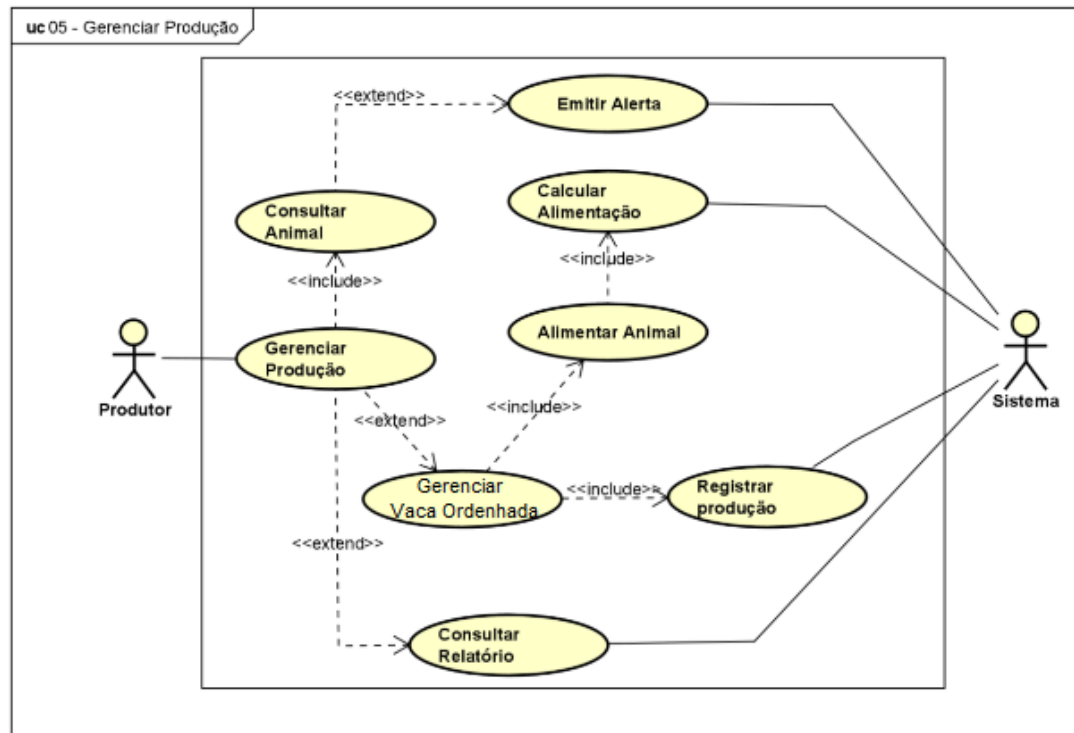 uc 05 - Gerenciar Produção
<<extend>>
Emitir Alerta
Consultar
Animal
Calcular
Alimentação
<<include>>
<<include>>
Gerenciar
Produção
Alimentar Animal
Produtor
Sistema
<<extend>>
<<include>>
Gerenciar
Vaca Ordenhada
<<include>>
Registrar
produção
<<extend>>
Consultar
Relatório